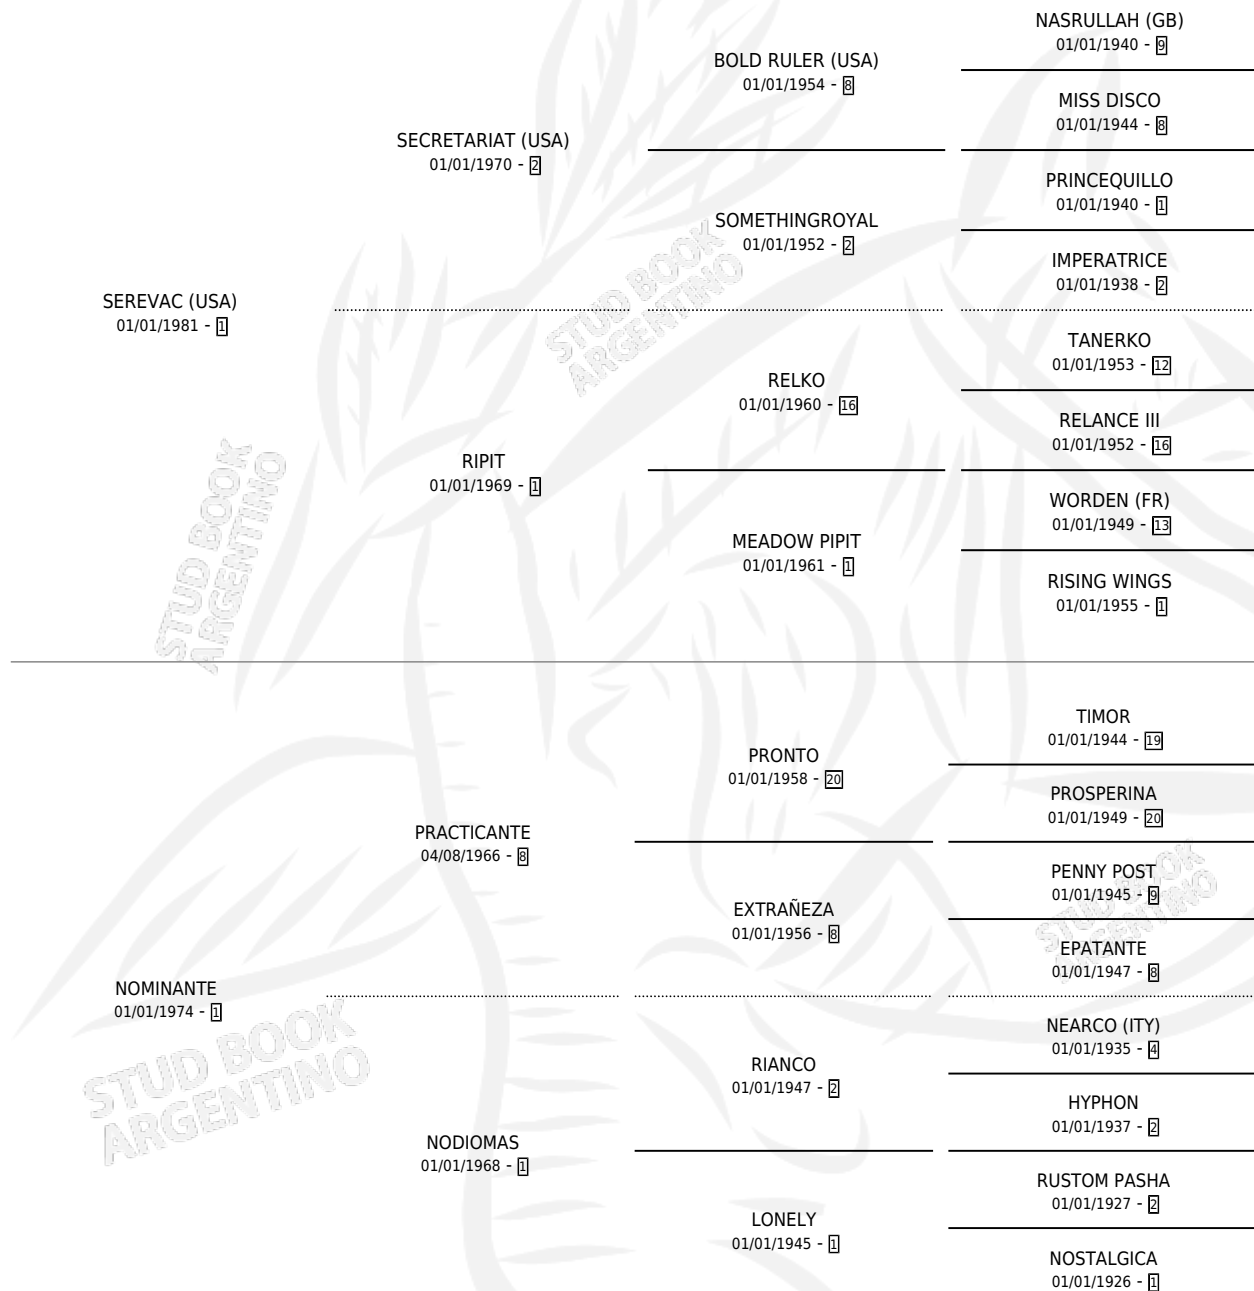 NASRULLAH (GB)
01/01/1940 - 9
BOLD RULER (USA)
01/01/1954 - 8
MISS DISCO
01/01/1944 - 8
SECRETARIAT (USA)
01/01/1970 - 2
PRINCEQUILLO
01/01/1940 - 1
SOMETHINGROYAL
01/01/1952 - 2
IMPERATRICE
01/01/1938 - 2
SEREVAC (USA)
01/01/1981 - 1
TANERKO
01/01/1953 - 12
RELKO
01/01/1960 - 16
RELANCE III
01/01/1952 - 16
RIPIT
01/01/1969 - 1
WORDEN (FR)
01/01/1949 - 13
MEADOW PIPIT
01/01/1961 - 1
RISING WINGS
01/01/1955 - 1
STUD BOOK
ARGENTINO
STUD BOOK
ARGENTINO
TIMOR
01/01/1944 - 19
PRONTO
01/01/1958 - 20
PROSPERINA
01/01/1949 - 20
PRACTICANTE
04/08/1966 - 8
PENNY POST
01/01/1945 - 9
EXTRAÑEZA
01/01/1956 - 8
EPATANTE
01/01/1947 - 8
NOMINANTE
01/01/1974 - 1
NEARCO (ITY)
01/01/1935 - 4
RIANCO
01/01/1947 - 2
HYPHON
01/01/1937 - 2
NODIOMAS
01/01/1968 - 1
RUSTOM PASHA
01/01/1927 - 2
LONELY
01/01/1945 - 1
NOSTALGICA
01/01/1926 - 1
STUD BOOK
ARGENTINO
STUD BOOK
ARGENTINO